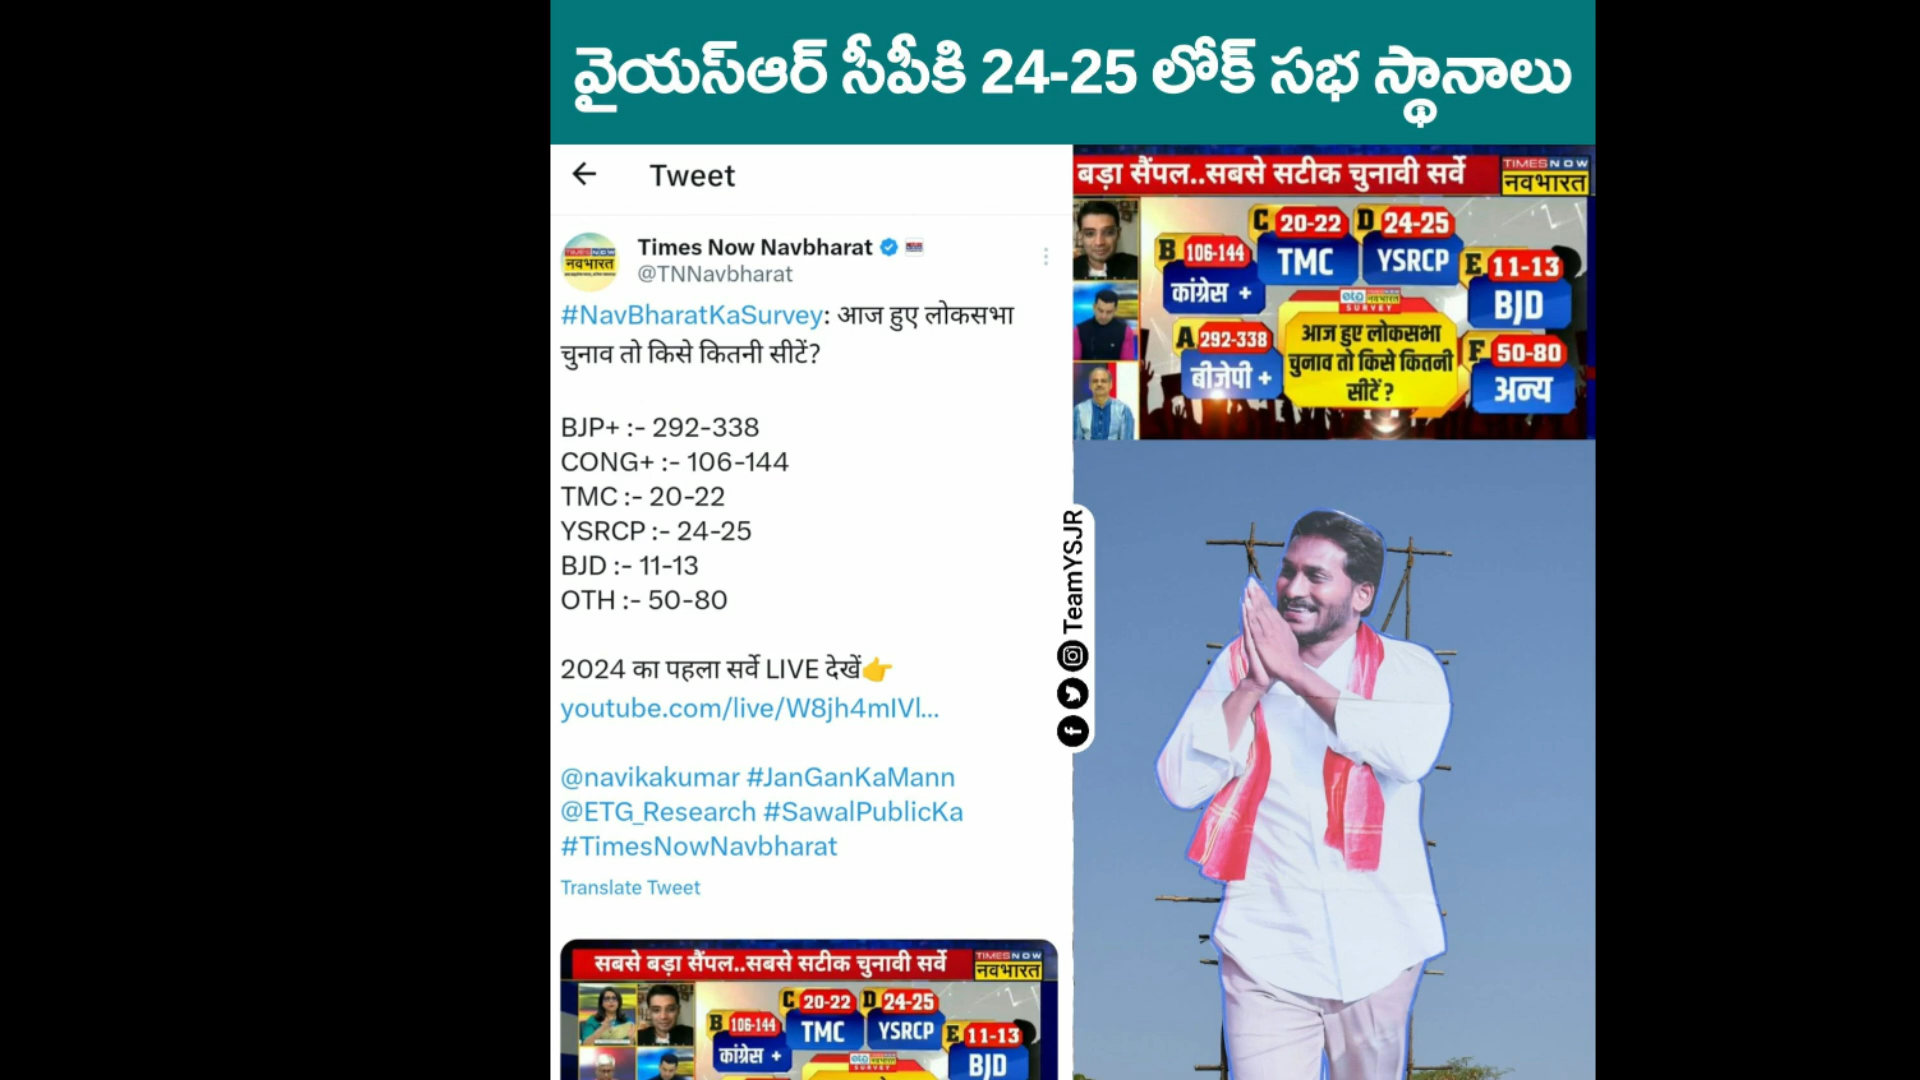 వైయస్ఆర్ సీపీకి 24-25 లోక్ సభ స్థానాలు
Tweet
Times Now Navbharat
@TNNavbharat
#NavBharatKaSurvey: आज हुए लोकसभा
चुनाव तो किसे कितनी सीटें?
BJP+ :- 292-338
CONG+ :- 106-144
TMC :- 20-22
YSRCP :- 24-25
BJD :- 11-13
OTH :- 50-80
2024 का पहला सर्वे LIVE देखें
youtube.com/live/W8jh4mIVl...
@navikakumar #JanGanKaMann
@ETG_Research #SawalPublicKa
#TimesNowNavbharat
Translate Tweet
सबसे बड़ा सैंपल..सबसे सटीक चुनावी सर्वे
TIMES NOW
नवभारत
C 20-22 D 24-25
B 106-144 TMC YSRCP E 11-13
कांग्रेस + BJD
बड़ा सैंपल..सबसे सटीक चुनावी सर्वे
TIMES NOW
नवभारत
C 20-22
TMC
D 24-25
YSRCP
B 106-144
कांग्रेस +
E 11-13
BJD
A 292-338
बीजेपी +
etg नवभारत
SURVEY
आज हुए लोकसभा
चुनाव तो किसे कितनी
सीटें ?
F 50-80
अन्य
TeamYSJR